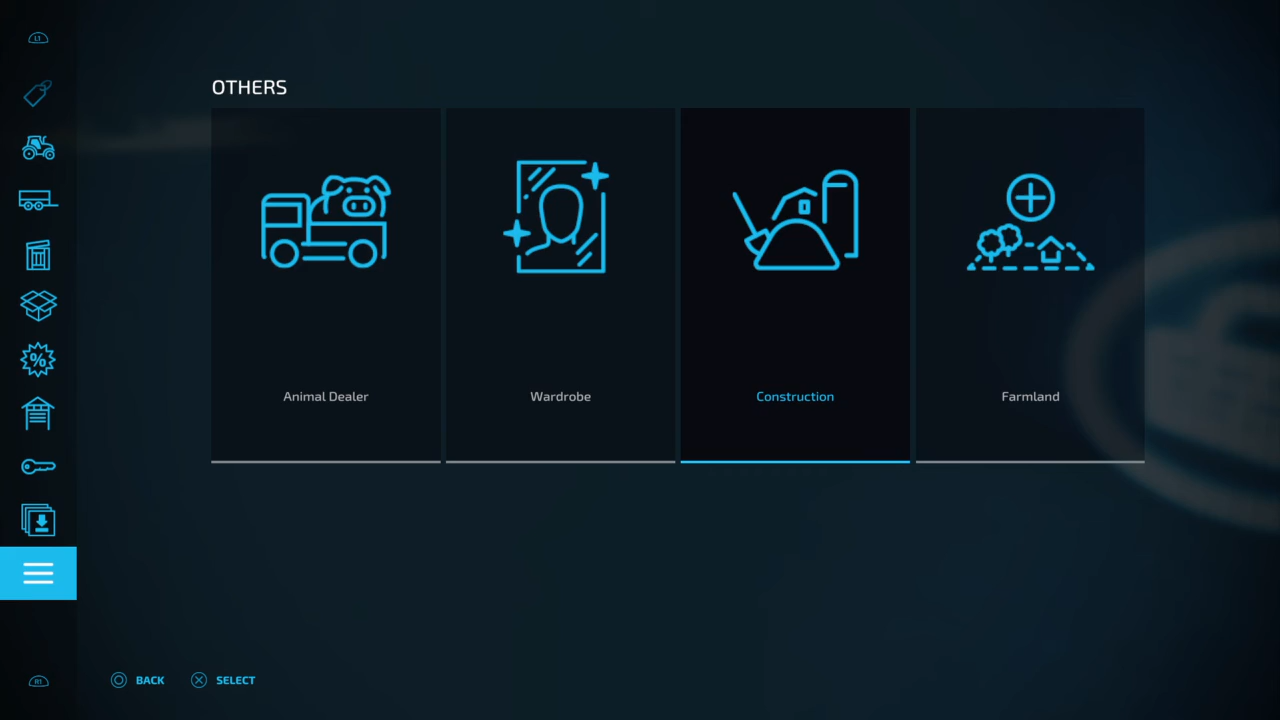 L1
OTHERS
Animal Dealer
Wardrobe
Construction
Farmland
%
R1
BACK
SELECT